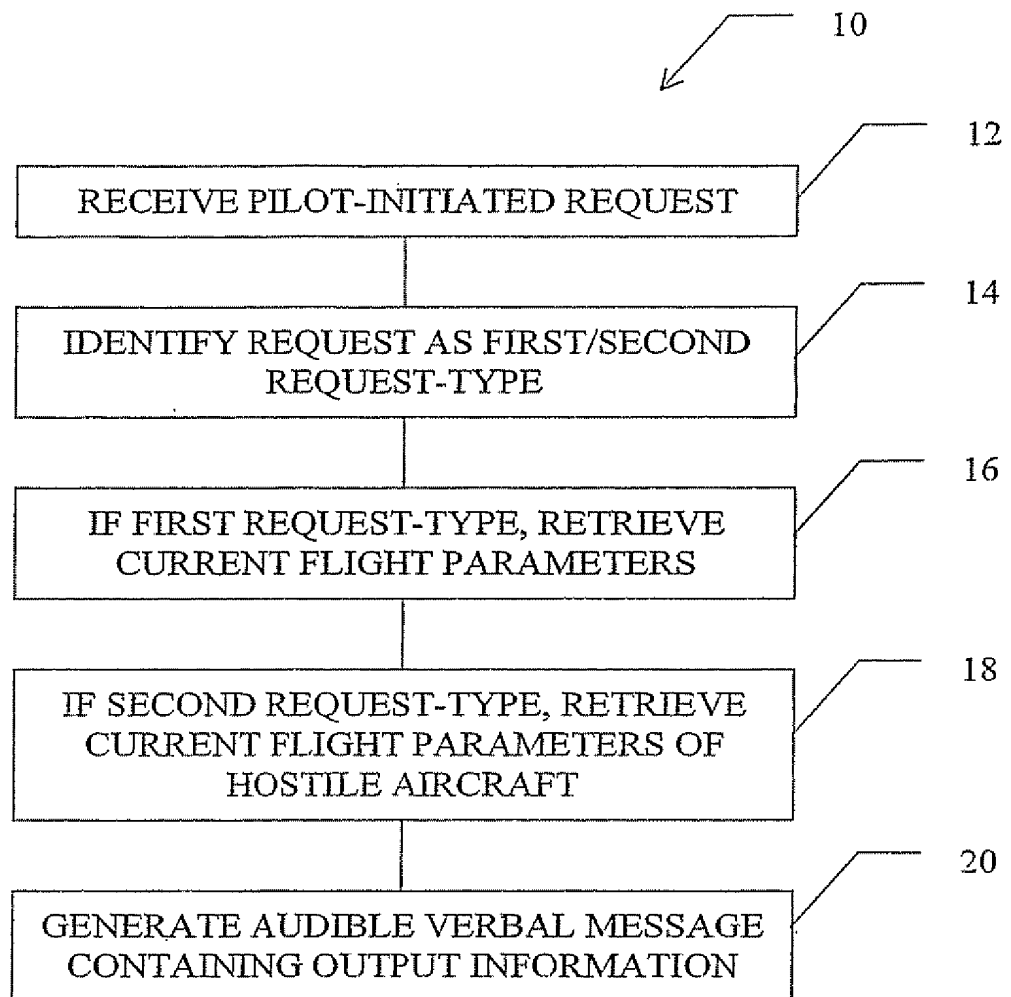 10
12
RECEIVE PILOT-INITIATED REQUEST
14
IDENTIFY REQUEST AS FIRST/SECOND
REQUEST-TYPE
16
IF FIRST REQUEST-TYPE, RETRIEVE
CURRENT FLIGHT PARAMETERS
18
IF SECOND REQUEST-TYPE, RETRIEVE
CURRENT FLIGHT PARAMETERS OF
HOSTILE AIRCRAFT
20
GENERATE AUDIBLE VERBAL MESSAGE
CONTAINING OUTPUT INFORMATION